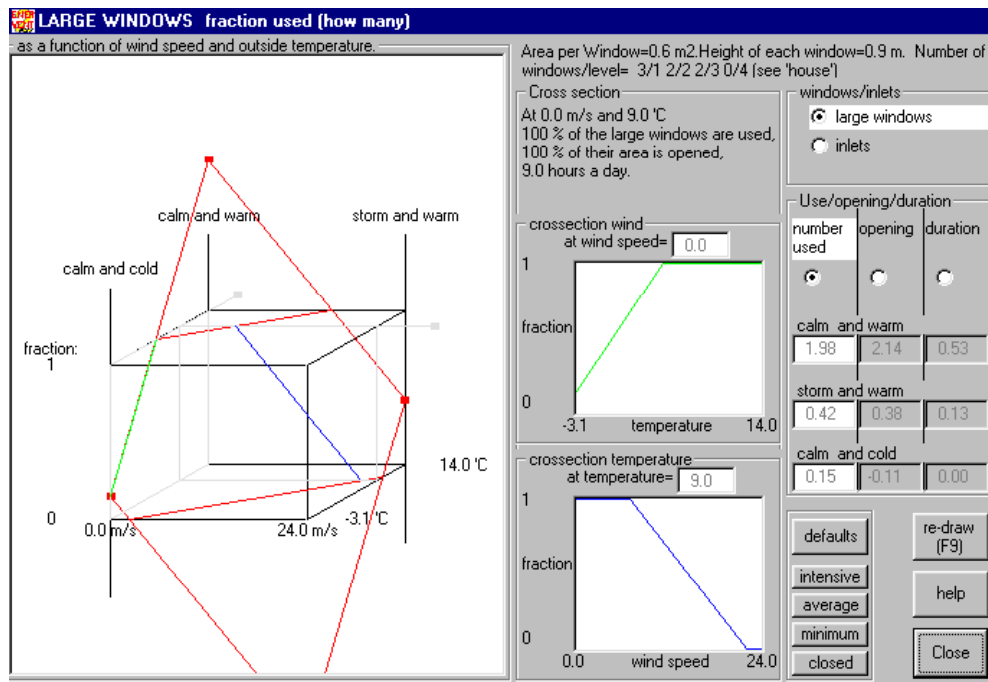 LARGE WINDOWS fraction used (how many)
as a function of wind speed and outside temperature.
calm and warm
storm and warm
calm and cold
fraction:
1
14.0 'C
0
0.0 m/s
24.0 m/s
-3.1 'C
Area per Window=0.6 m2.Height of each window=0.9 m. Number of
windows/level= 3/1 2/2 2/3 0/4 (see 'house')
Cross section
At 0.0 m/s and 9.0 'C
100 % of the large windows are used,
100 % of their area is opened,
9.0 hours a day.
windows/inlets
large windows
inlets
crossection wind
at wind speed= 0.0
1
fraction
0
-3.1 temperature 14.0
crossection temperature
at temperature= 9.0
1
fraction
0
0.0 wind speed 24.0
Use/opening/duration
number used opening duration
calm and warm
1.98 2.14 0.53
storm and warm
0.42 0.38 0.13
calm and cold
0.15 -0.11 0.00
defaults
intensive
average
minimum
closed
re-draw
(F9)
help
Close